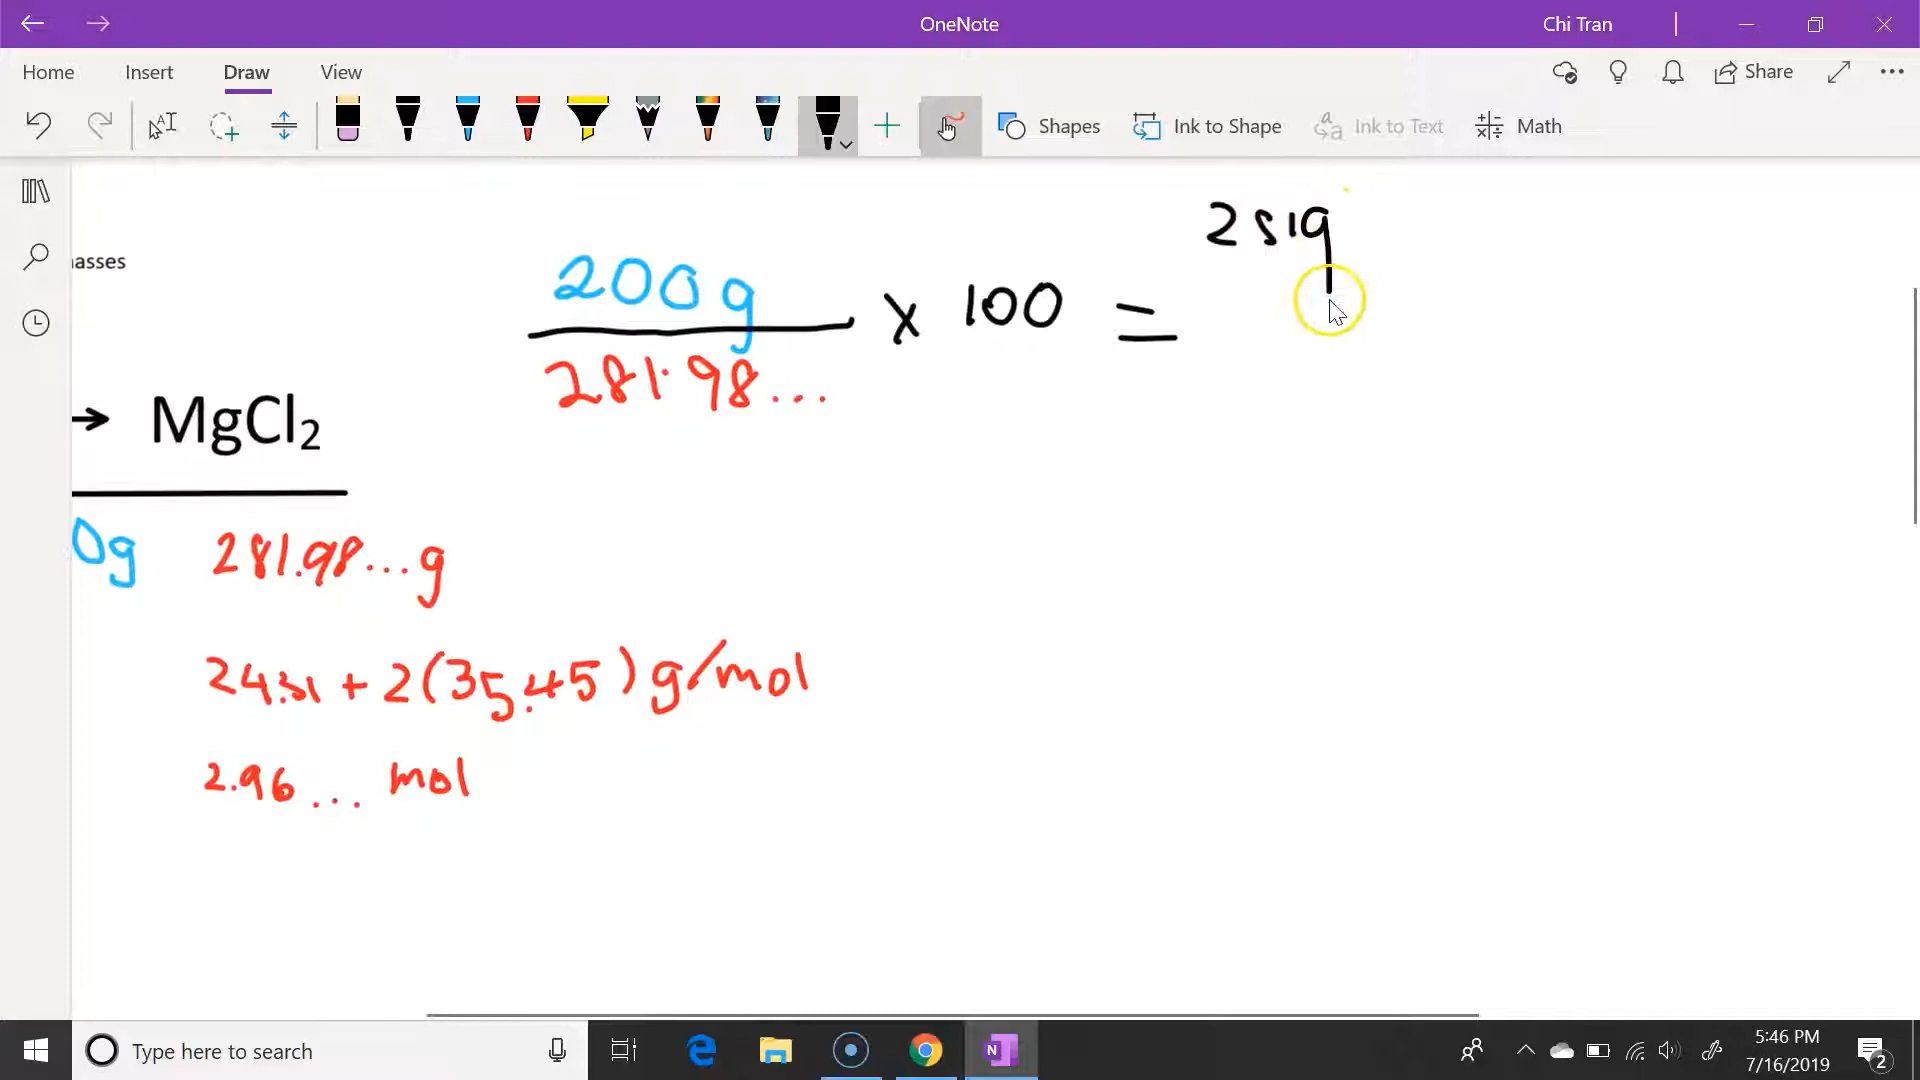 OneNote
Chi Tran
Home Insert Draw View
Share
Shapes Ink to Shape Ink to Text Math
2 sig
asses
200g
x 100 =
281.98...
→ MgCl₂
0g 281.98...g
24.31 + 2(35.45) g/mol
2.96 ... mol
Type here to search
5:46 PM
7/16/2019
2